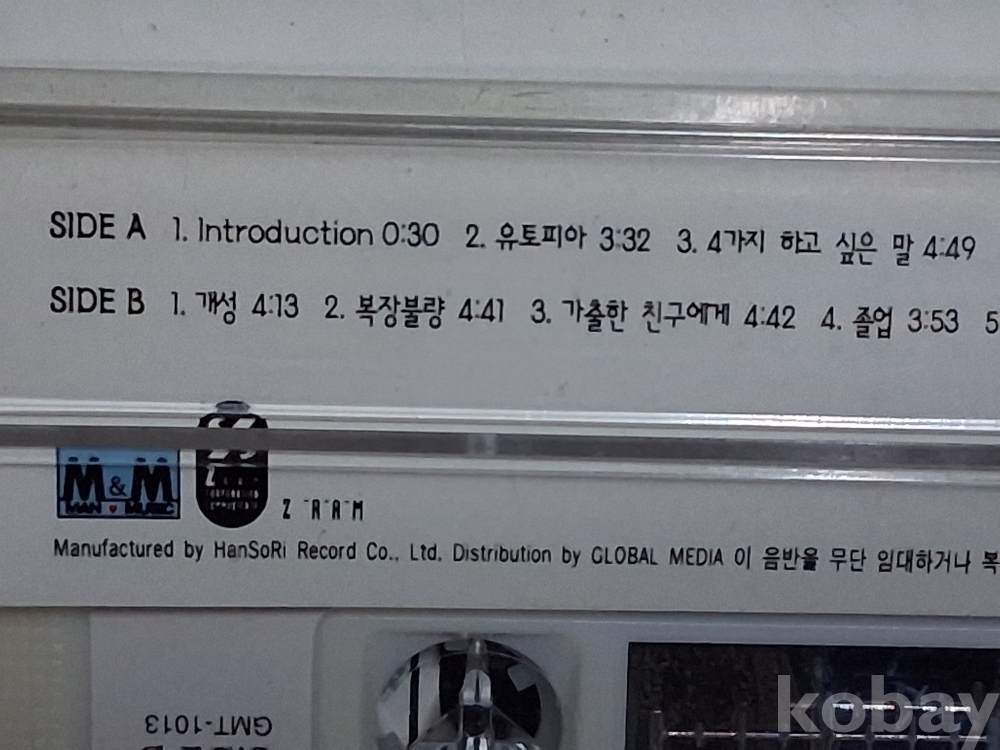 SIDE A 1. Introduction 0:30 2. 유토피아 3:32 3. 4가지 하고 싶은 말 4:49
SIDE B 1. 개성 4:13 2. 복장불량 4:41 3. 가출한 친구에게 4:42 4. 졸업 3:53 5
M&M
MAN ♥ MUSIC
Z-A-A-M
Manufactured by HanSoRi Record Co., Ltd. Distribution by GLOBAL MEDIA 이 음반을 무단 임대하거나 복
GMT-1013
kobay